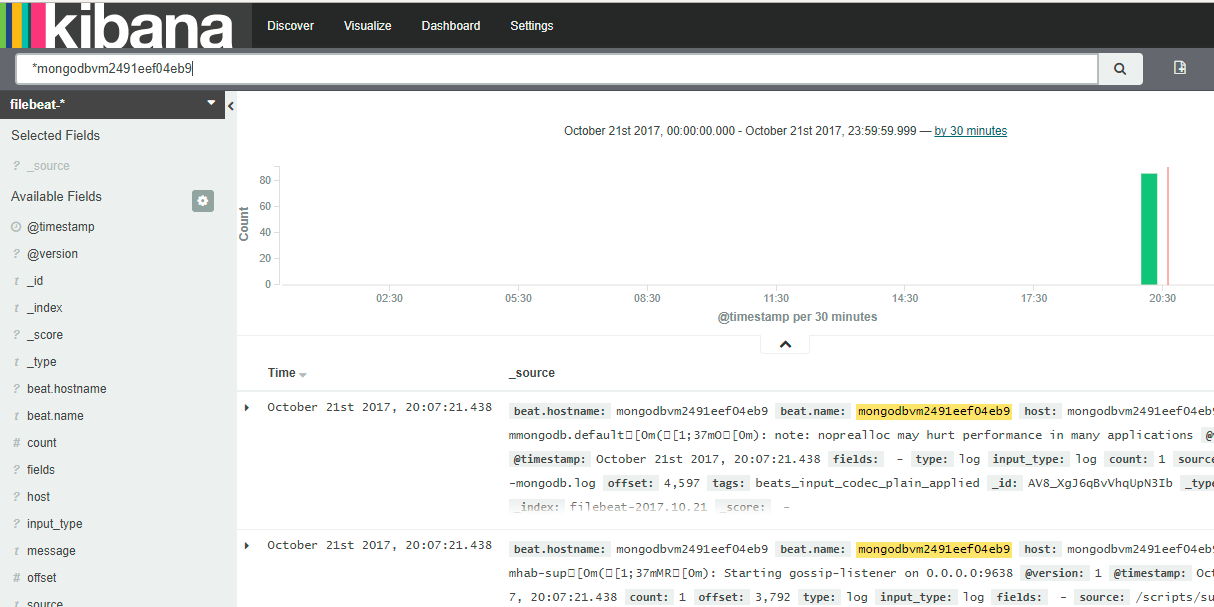 kibana Discover Visualize Dashboard Settings
*mongodbvm2491eef04eb9
filebeat-*
Selected Fields
? _source
Available Fields
@timestamp
? @version
t _id
t _index
? _score
t _type
? beat.hostname
t beat.name
# count
? fields
? host
? input_type
t message
# offset
t source
October 21st 2017, 00:00:00.000 - October 21st 2017, 23:59:59.999 — by 30 minutes
Count
80
60
40
20
0
02:30 05:30 08:30 11:30 14:30 17:30 20:30
@timestamp per 30 minutes
Time _source
October 21st 2017, 20:07:21.438 beat.hostname: mongodbvm2491eef04eb9 beat.name: mongodbvm2491eef04eb9 host: mongodbvm2491eef04eb9
mmongodb.default□[0m(□[1;37mO□[0m): note: noprealloc may hurt performance in many applications @
@timestamp: October 21st 2017, 20:07:21.438 fields: - type: log input_type: log count: 1 source
-mongodb.log offset: 4,597 tags: beats_input_codec_plain_applied _id: AV8_XgJ6qBvVhqUpN3Ib _type
_index: filebeat-2017.10.21 _score: -
October 21st 2017, 20:07:21.438 beat.hostname: mongodbvm2491eef04eb9 beat.name: mongodbvm2491eef04eb9 host: mongodbvm2491eef04eb9
mhab-sup□[0m(□[1;37mMR□[0m): Starting gossip-listener on 0.0.0.0:9638 @version: 1 @timestamp: Oct
7, 20:07:21.438 count: 1 offset: 3,792 type: log input_type: log fields: - source: /scripts/su